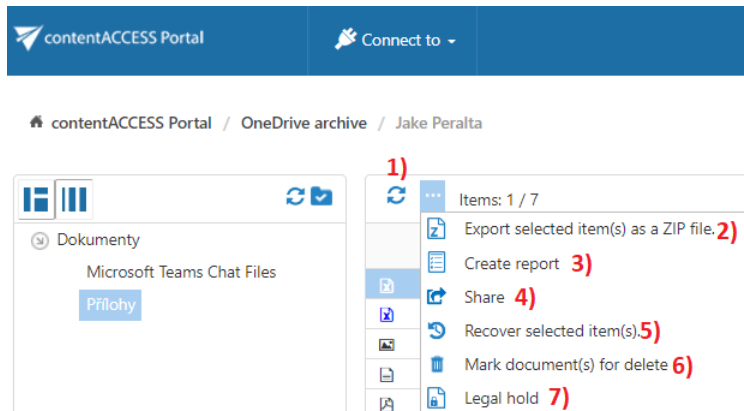 contentACCESS Portal
Connect to
contentACCESS Portal / OneDrive archive / Jake Peralta
1)
Items: 1 / 7
Dokumenty
Microsoft Teams Chat Files
Přílohy
Export selected item(s) as a ZIP file. 2)
Create report 3)
Share 4)
Recover selected item(s). 5)
Mark document(s) for delete 6)
Legal hold 7)